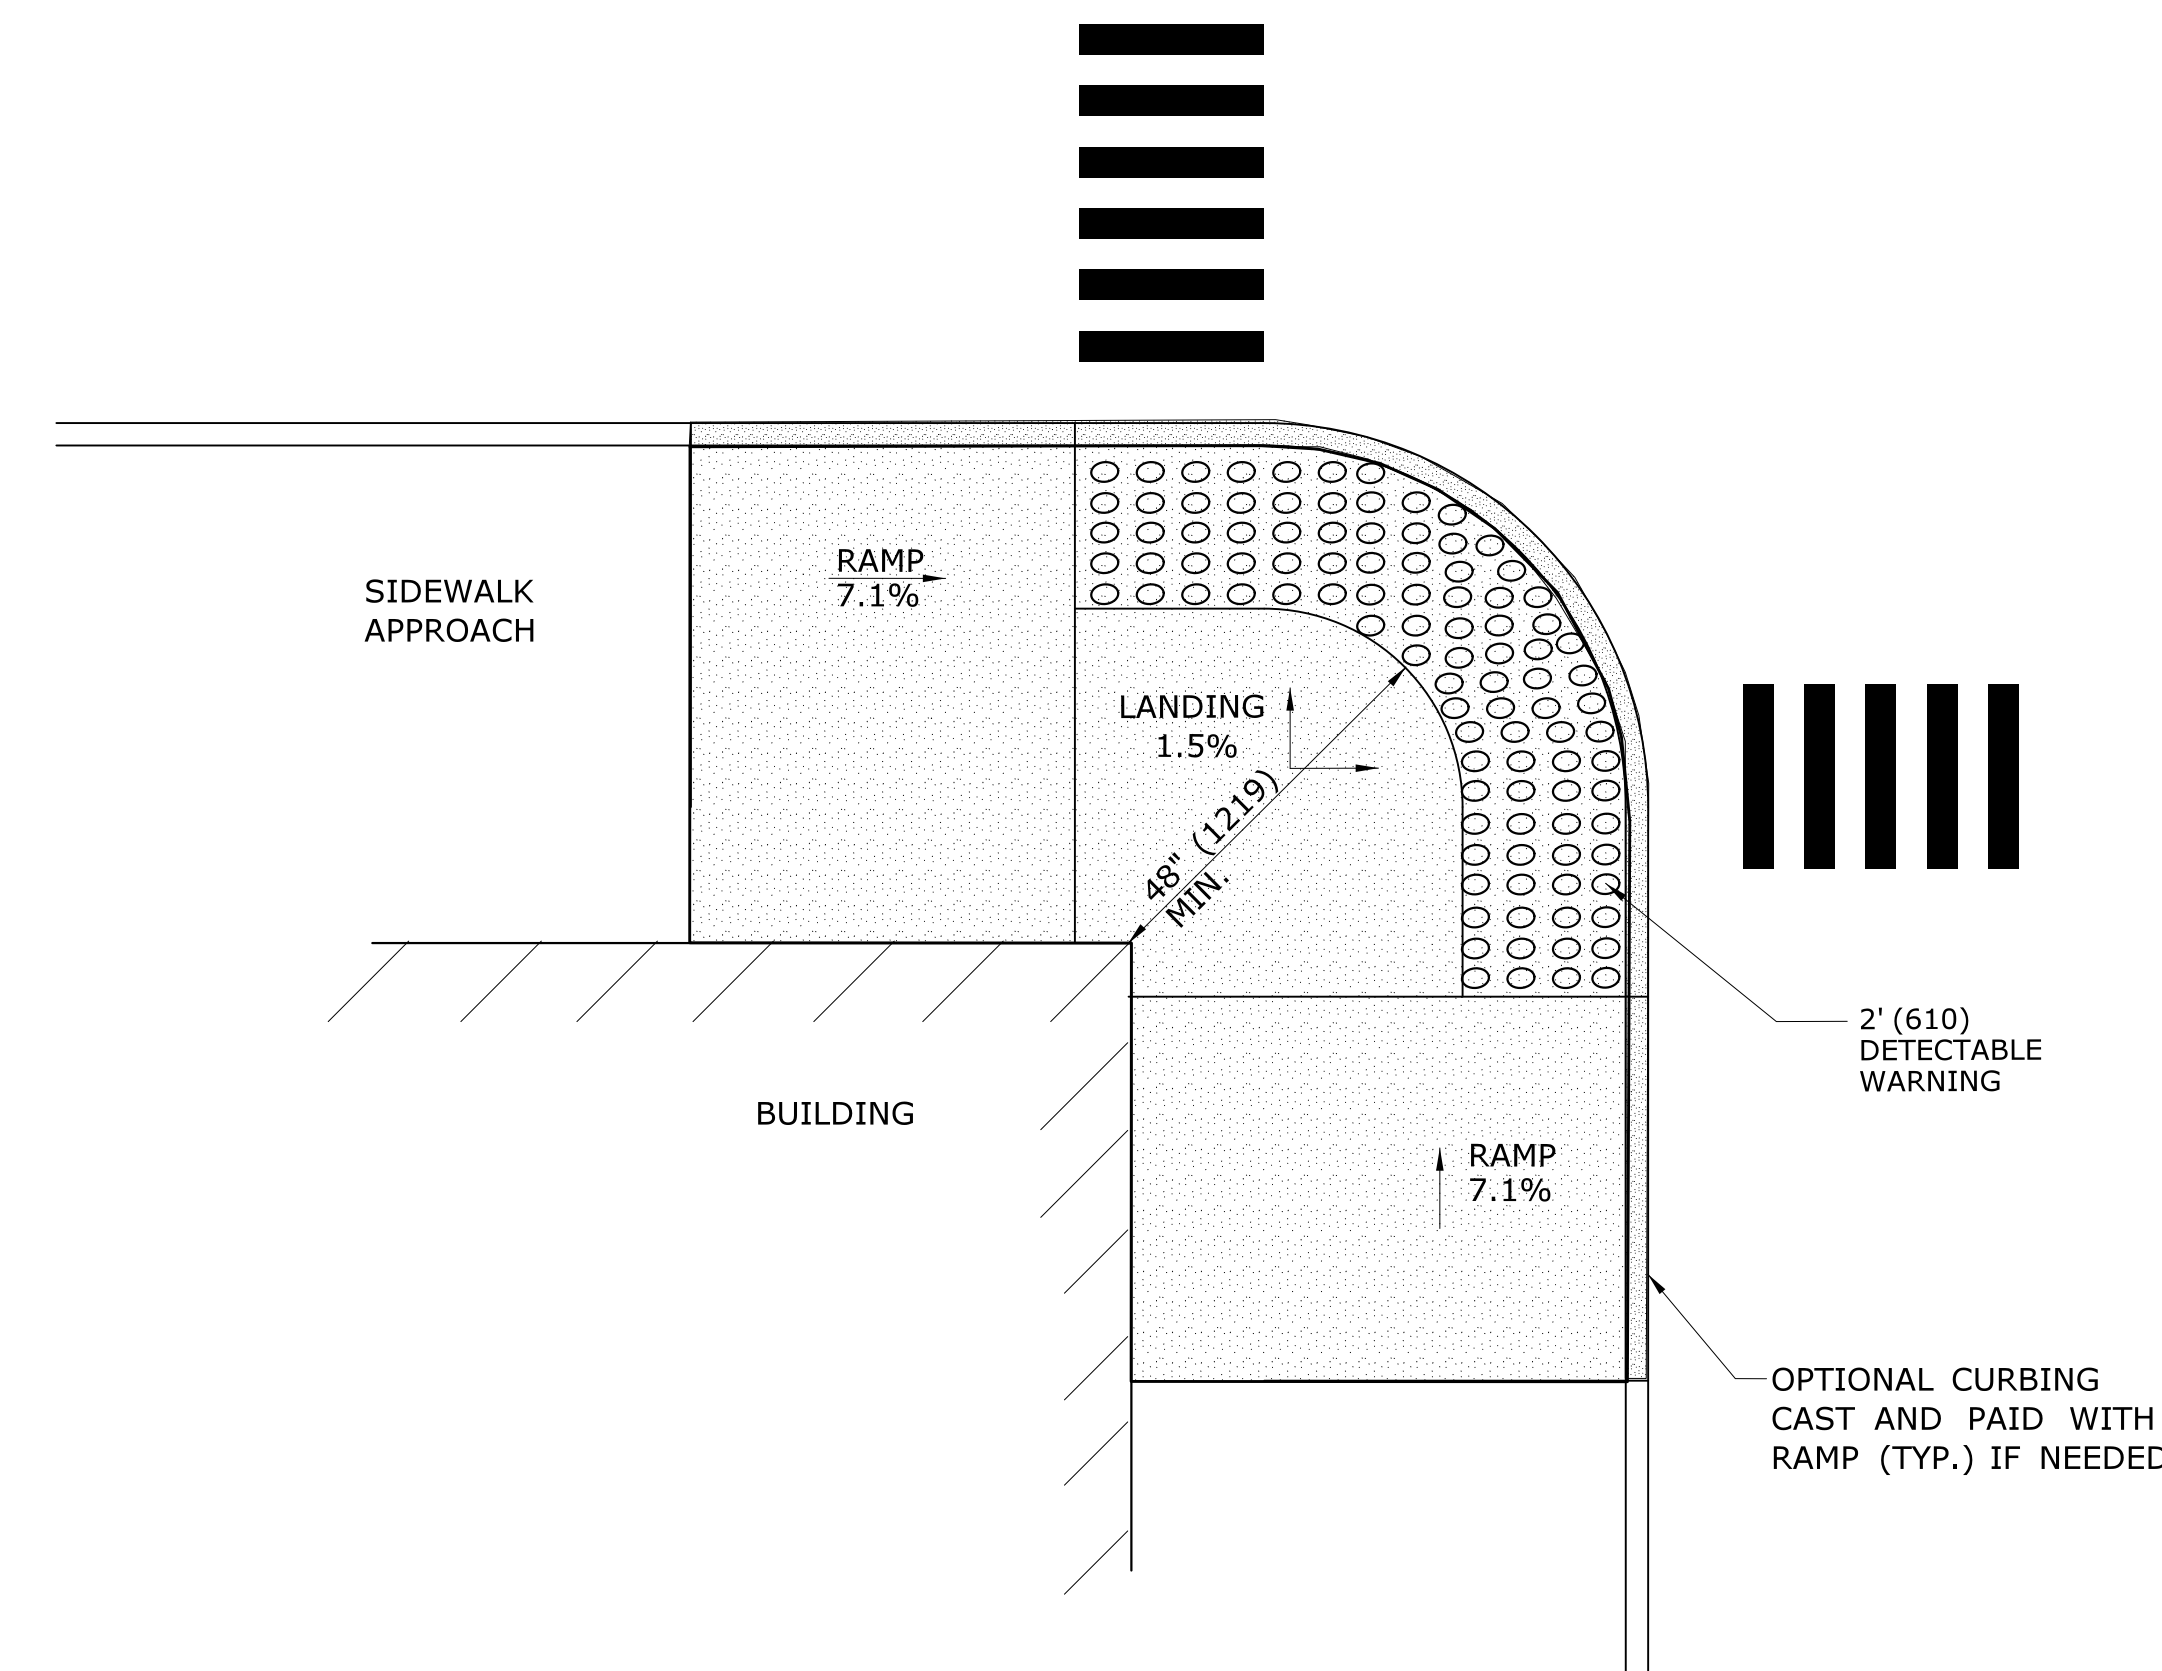 SIDEWALK
APPROACH
RAMP
7.1%
LANDING
1.5%
48" (1219)
MIN.
2' (610)
DETECTABLE
WARNING
BUILDING
RAMP
7.1%
OPTIONAL CURBING
CAST AND PAID WITH
RAMP (TYP.) IF NEEDED